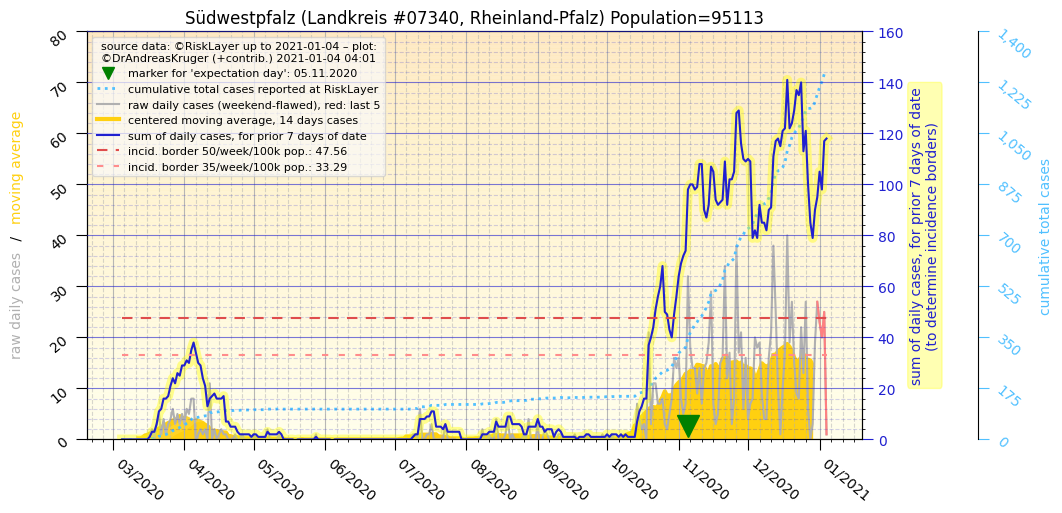 Südwestpfalz (Landkreis #07340, Rheinland-Pfalz) Population=95113
source data: ©RiskLayer up to 2021-01-04 – plot:
©DrAndreasKruger (+contrib.) 2021-01-04 04:01
marker for 'expectation day': 05.11.2020
cumulative total cases reported at RiskLayer
raw daily cases (weekend-flawed), red: last 5
centered moving average, 14 days cases
sum of daily cases, for prior 7 days of date
incid. border 50/week/100k pop.: 47.56
incid. border 35/week/100k pop.: 33.29
raw daily cases / moving average
80
70
60
50
40
30
20
10
0
03/2020
04/2020
05/2020
06/2020
07/2020
08/2020
09/2020
10/2020
11/2020
12/2020
01/2021
160
140
120
100
80
60
40
20
0
sum of daily cases, for prior 7 days of date
(to determine incidence borders)
1,400
1,225
1,050
875
700
525
350
175
0
cumulative total cases